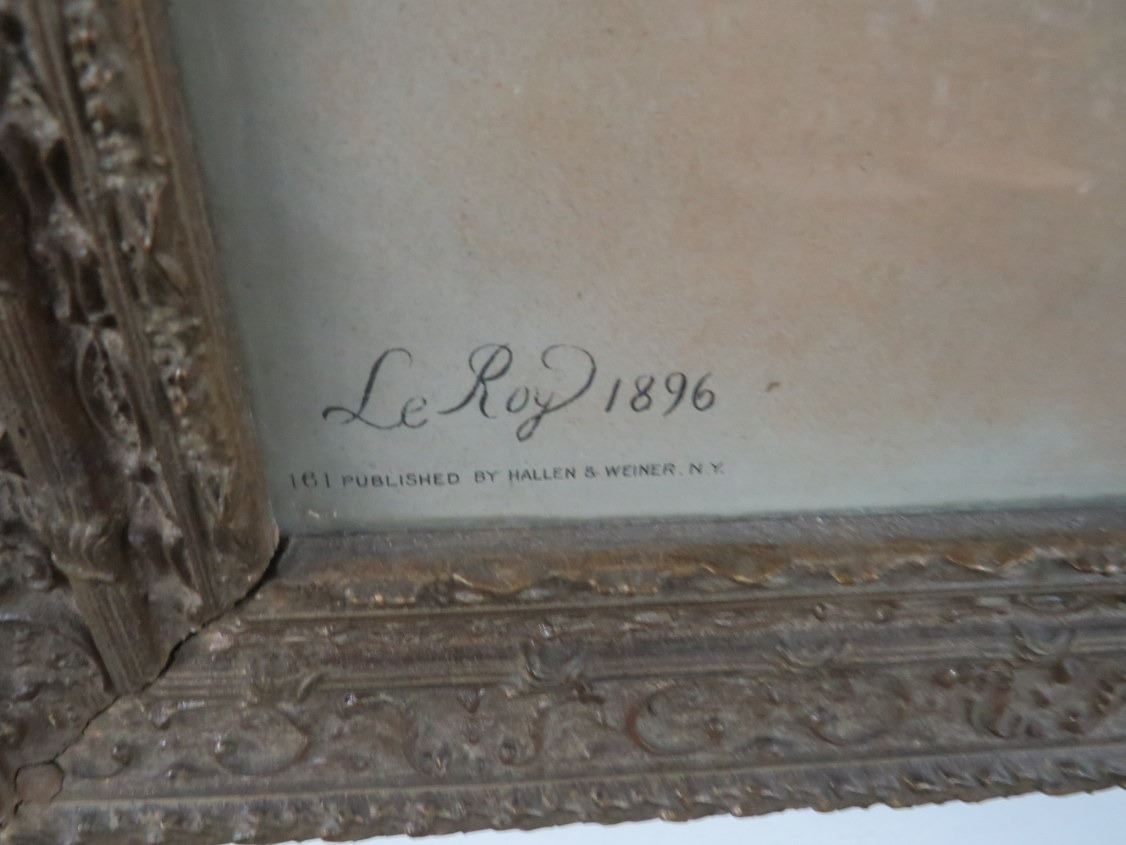 Le Roy 1896
161 PUBLISHED BY HALLEN & WEINER. N.Y.